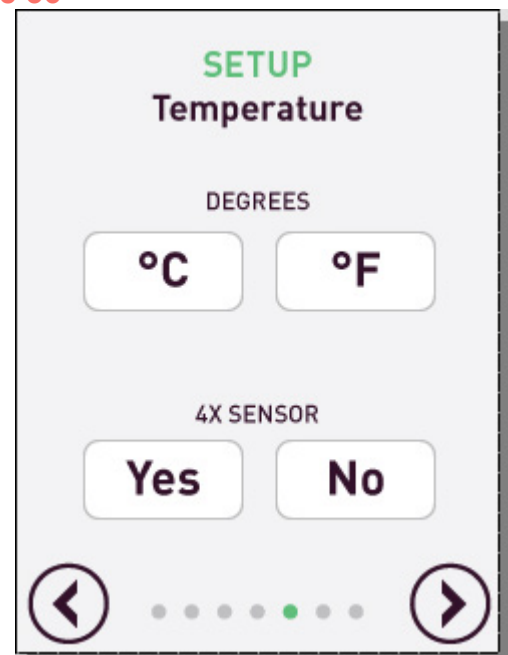 SETUP
Temperature
DEGREES
°C °F
4X SENSOR
Yes No